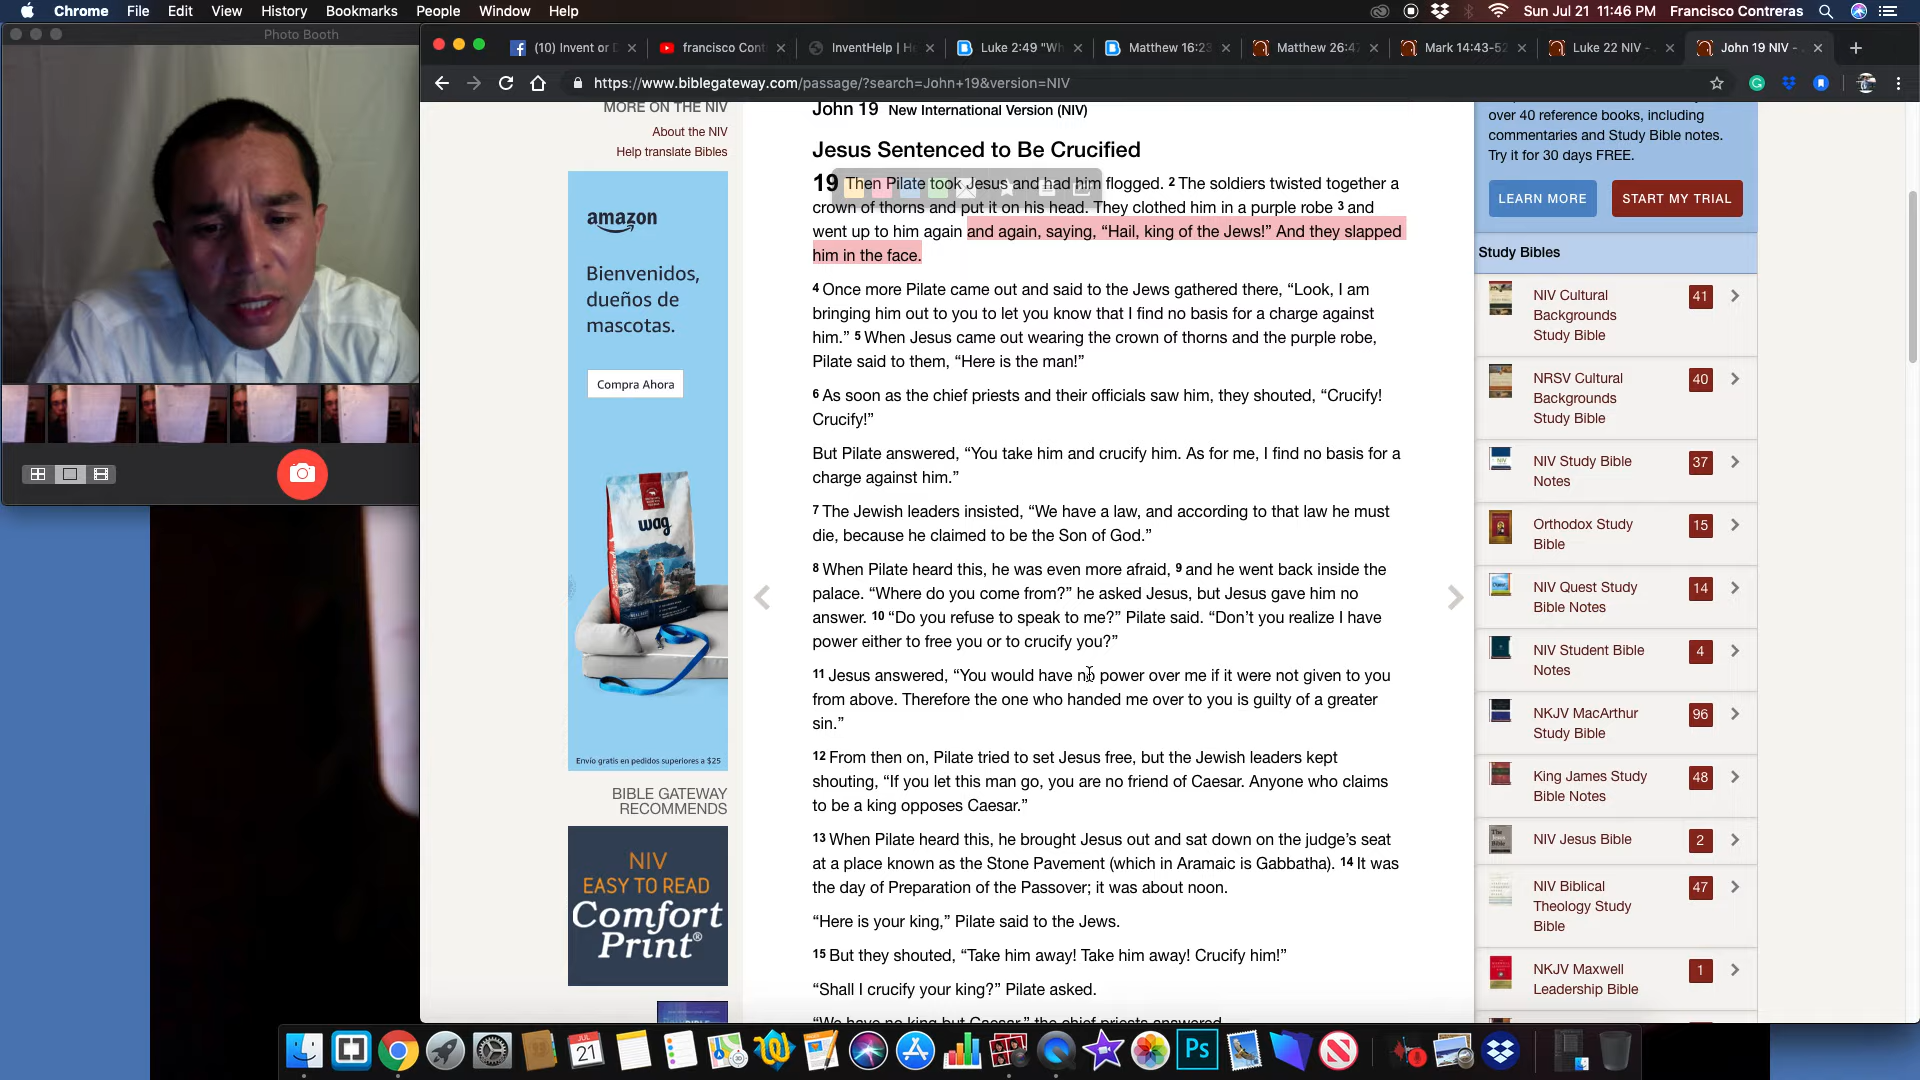 Chrome File Edit View History Bookmarks People Window Help
Sun Jul 21 11:46 PM Francisco Contreras
Photo Booth
(10) Invent or D
francisco Cont
InventHelp | H
Luke 2:49 "Wh
Matthew 16:23
Matthew 26:47
Mark 14:43-52
Luke 22 NIV -
John 19 NIV -
https://www.biblegateway.com/passage/?search=John+19&version=NIV
MORE ON THE NIV
About the NIV
Help translate Bibles
amazon
Bienvenidos,
dueños de
mascotas.
Compra Ahora
wag
Envío gratis en pedidos superiores a $25
BIBLE GATEWAY
RECOMMENDS
NIV
EASY TO READ
Comfort
Print®
John 19 New International Version (NIV)
Jesus Sentenced to Be Crucified
19 Then Pilate took Jesus and had him flogged. 2 The soldiers twisted together a
crown of thorns and put it on his head. They clothed him in a purple robe 3 and
went up to him again and again, saying, “Hail, king of the Jews!” And they slapped
him in the face.
4 Once more Pilate came out and said to the Jews gathered there, “Look, I am
bringing him out to you to let you know that I find no basis for a charge against
him.” 5 When Jesus came out wearing the crown of thorns and the purple robe,
Pilate said to them, “Here is the man!”
6 As soon as the chief priests and their officials saw him, they shouted, “Crucify!
Crucify!”
But Pilate answered, “You take him and crucify him. As for me, I find no basis for a
charge against him.”
7 The Jewish leaders insisted, “We have a law, and according to that law he must
die, because he claimed to be the Son of God.”
8 When Pilate heard this, he was even more afraid, 9 and he went back inside the
palace. “Where do you come from?” he asked Jesus, but Jesus gave him no
answer. 10 “Do you refuse to speak to me?” Pilate said. “Don’t you realize I have
power either to free you or to crucify you?”
11 Jesus answered, “You would have no power over me if it were not given to you
from above. Therefore the one who handed me over to you is guilty of a greater
sin.”
12 From then on, Pilate tried to set Jesus free, but the Jewish leaders kept
shouting, “If you let this man go, you are no friend of Caesar. Anyone who claims
to be a king opposes Caesar.”
13 When Pilate heard this, he brought Jesus out and sat down on the judge’s seat
at a place known as the Stone Pavement (which in Aramaic is Gabbatha). 14 It was
the day of Preparation of the Passover; it was about noon.
“Here is your king,” Pilate said to the Jews.
15 But they shouted, “Take him away! Take him away! Crucify him!”
“Shall I crucify your king?” Pilate asked.
“We have no king but Caesar,” the chief priests answered.
over 40 reference books, including
commentaries and Study Bible notes.
Try it for 30 days FREE.
LEARN MORE START MY TRIAL
Study Bibles
NIV Cultural
Backgrounds
Study Bible
41
NRSV Cultural
Backgrounds
Study Bible
40
NIV Study Bible
Notes
37
Orthodox Study
Bible
15
NIV Quest Study
Bible Notes
14
NIV Student Bible
Notes
4
NKJV MacArthur
Study Bible
96
King James Study
Bible Notes
48
NIV Jesus Bible
2
NIV Biblical
Theology Study
Bible
47
NKJV Maxwell
Leadership Bible
1
JUL
21
Ps